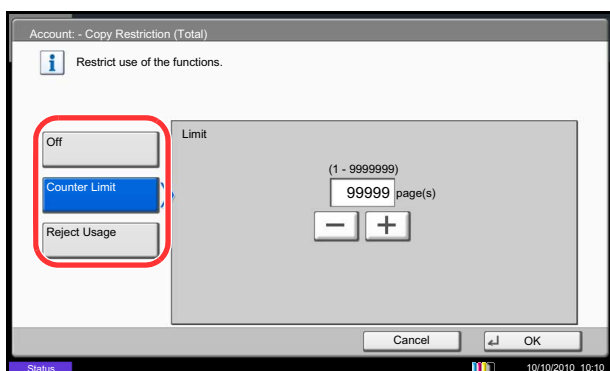 Account: - Copy Restriction (Total)
Restrict use of the functions.
Off
Counter Limit
Reject Usage
Limit
(1 - 9999999)
99999 page(s)
Cancel
OK
Status 10/10/2010 10:10